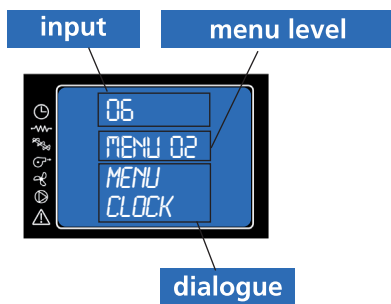 input
menu level
06
MENU 02
MENU
CLOCK
dialogue